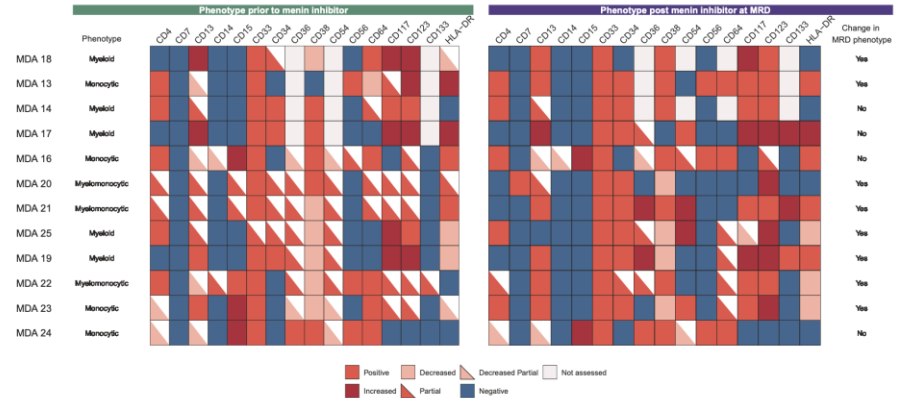 Phenotype prior to menin inhibitor
Phenotype post menin inhibitor at MRD
Phenotype
CD4 CD7 CD13 CD14 CD15 CD33 CD34 CD36 CD38 CD54 CD56 CD64 CD117 CD123 CD133 HLA-DR
CD4 CD7 CD13 CD14 CD15 CD33 CD34 CD36 CD38 CD54 CD56 CD64 CD117 CD123 CD133 HLA-DR
Change in
MRD phenotype
MDA 18 Myeloid Yes
MDA 13 Monocytic Yes
MDA 14 Myeloid No
MDA 17 Myeloid No
MDA 16 Monocytic No
MDA 20 Myelomonocytic Yes
MDA 21 Myelomonocytic Yes
MDA 25 Myeloid Yes
MDA 19 Myeloid Yes
MDA 22 Myelomonocytic Yes
MDA 23 Monocytic Yes
MDA 24 Monocytic No
Positive Decreased Decreased Partial Not assessed
Increased Partial Negative